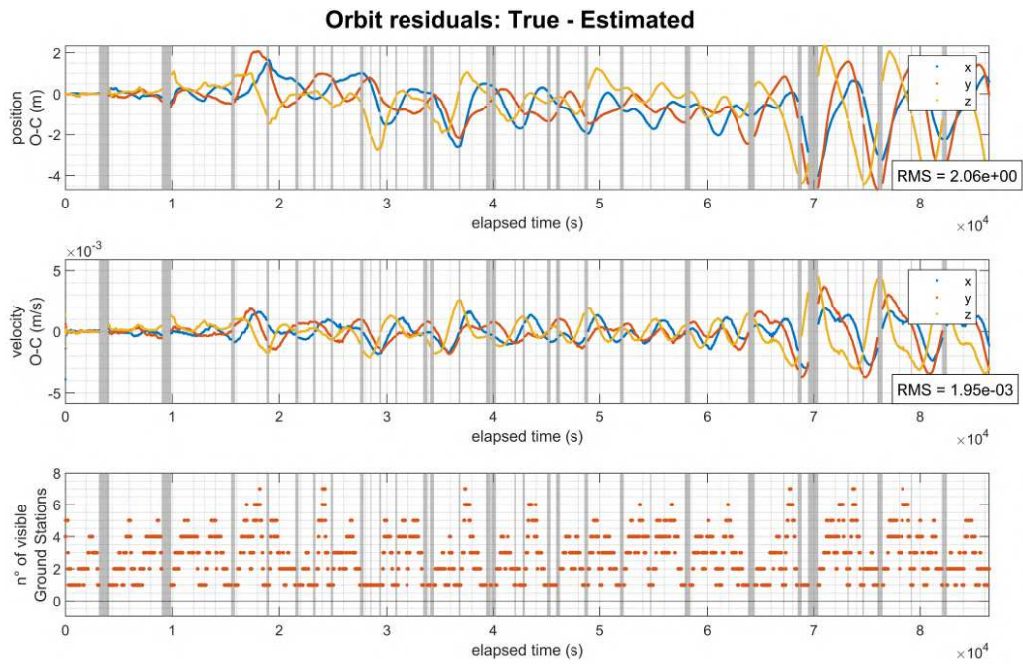 Orbit residuals: True - Estimated
2
0
-2
-4
position
O-C (m)
x
y
z
RMS = 2.06e+00
0 1 2 3 4 5 6 7 8
elapsed time (s)
×10⁴
×10⁻³
5
0
-5
velocity
O-C (m/s)
x
y
z
RMS = 1.95e-03
0 1 2 3 4 5 6 7 8
elapsed time (s)
×10⁴
8
6
4
2
0
n° of visible
Ground Stations
0 1 2 3 4 5 6 7 8
elapsed time (s)
×10⁴